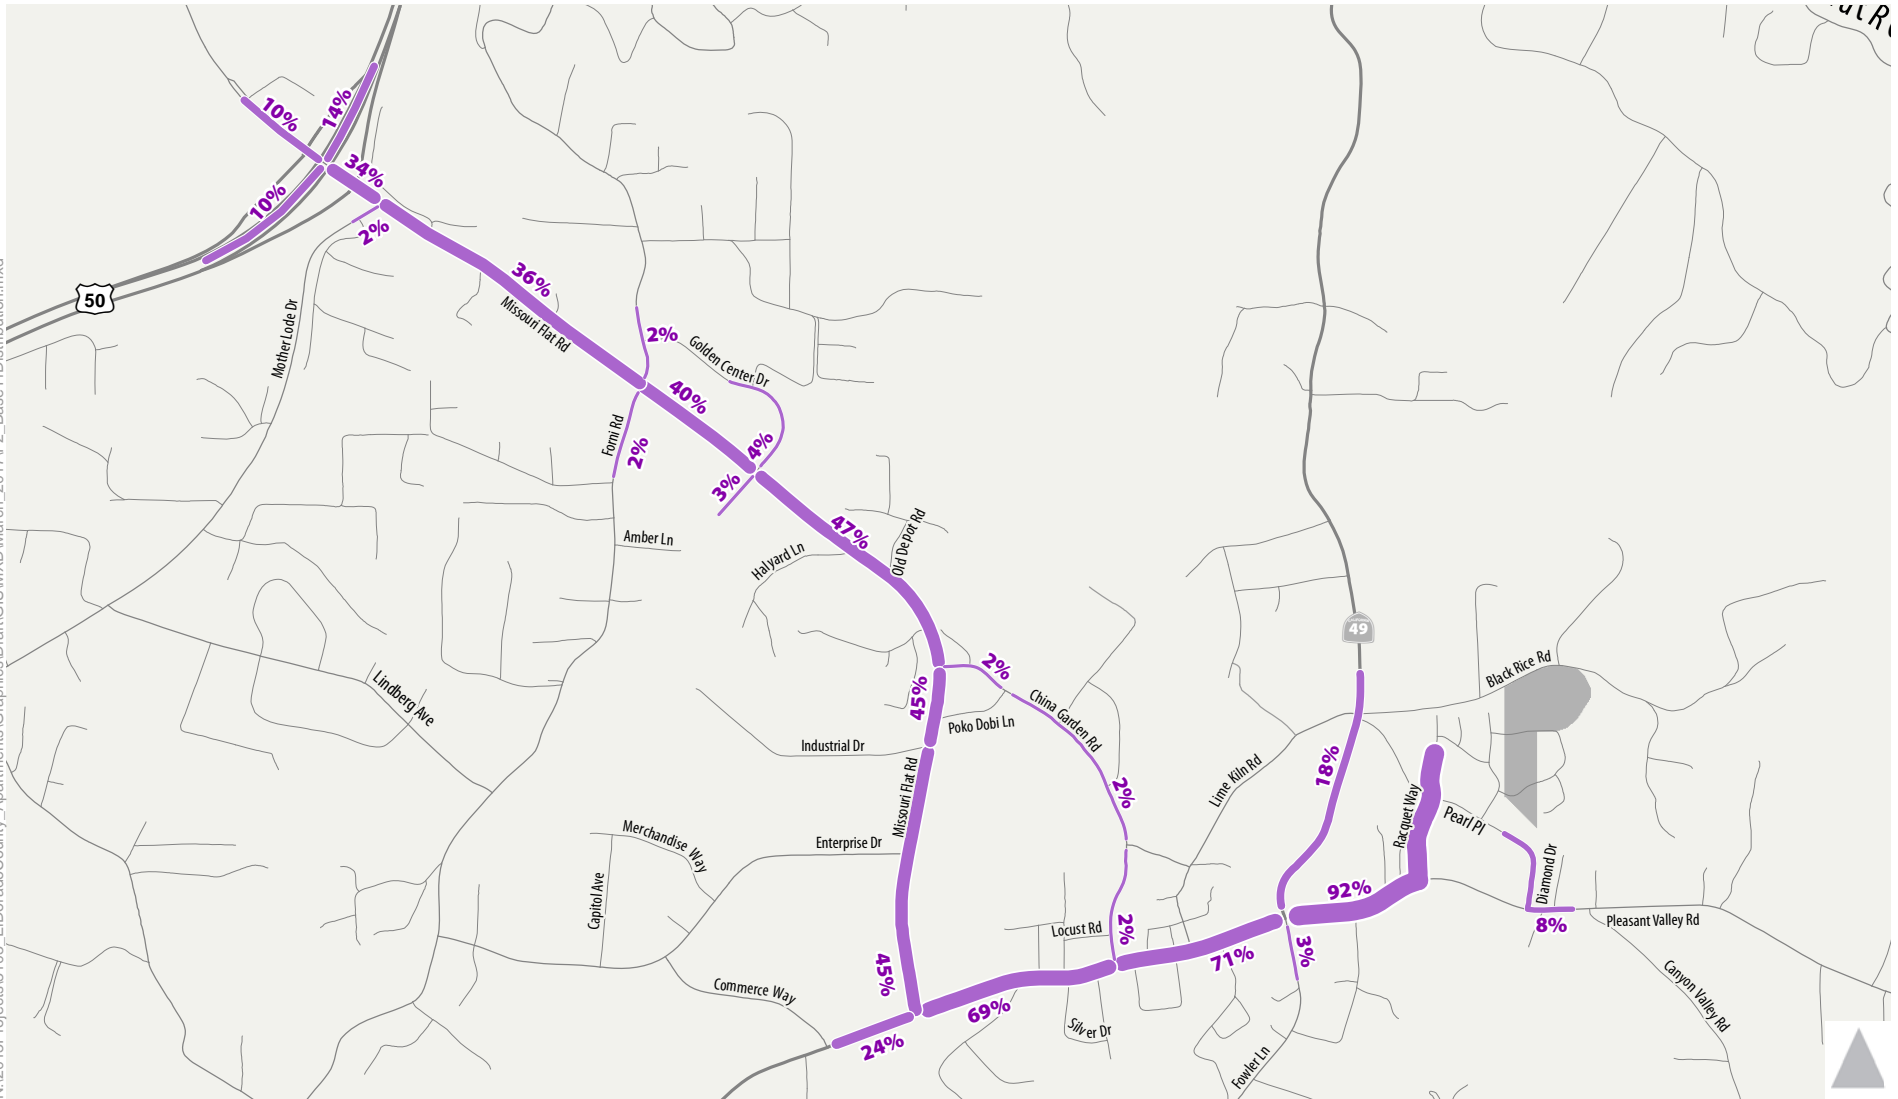 10%
14%
34%
10%
2%
50
36%
Missouri Flat Rd
Mother Lode Dr
2%
Golden Center Dr
40%
Forni Rd
2%
4%
3%
47%
Old Depot Rd
Amber Ln
Halyard Ln
CALIFORNIA
49
2%
Black Rice Rd
Lindberg Ave
45%
China Garden Rd
Poko Dobi Ln
Industrial Dr
18%
Lime Kiln Rd
Missouri Flat Rd
2%
Racquet Way
Pearl Pl
Merchandise Way
Enterprise Dr
Capitol Ave
Diamond Dr
92%
8%
Pleasant Valley Rd
Locust Rd
2%
3%
71%
45%
Commerce Way
69%
Silver Dr
24%
Canyon Valley Rd
Fowler Ln